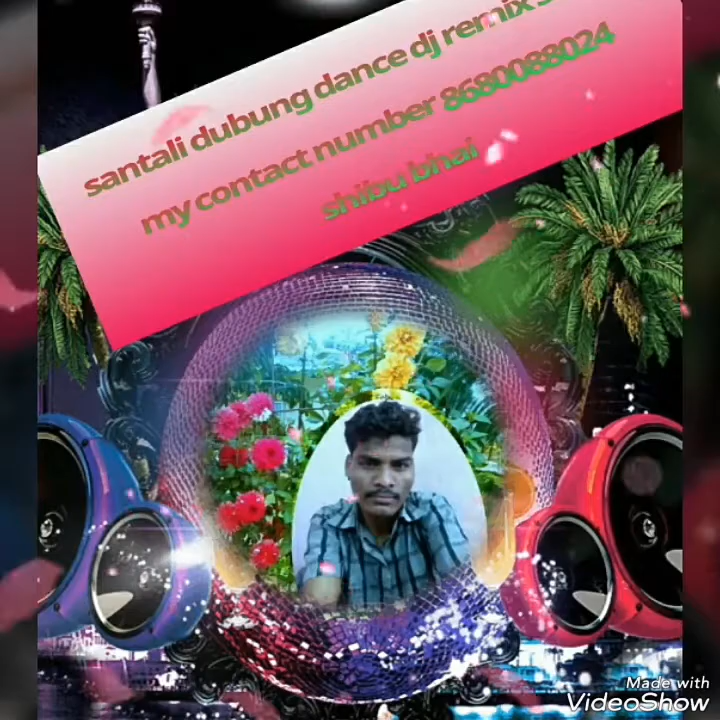 santali dubung dance dj remix
my contact number 8680088024
shibu bhai
Made with
VideoShow